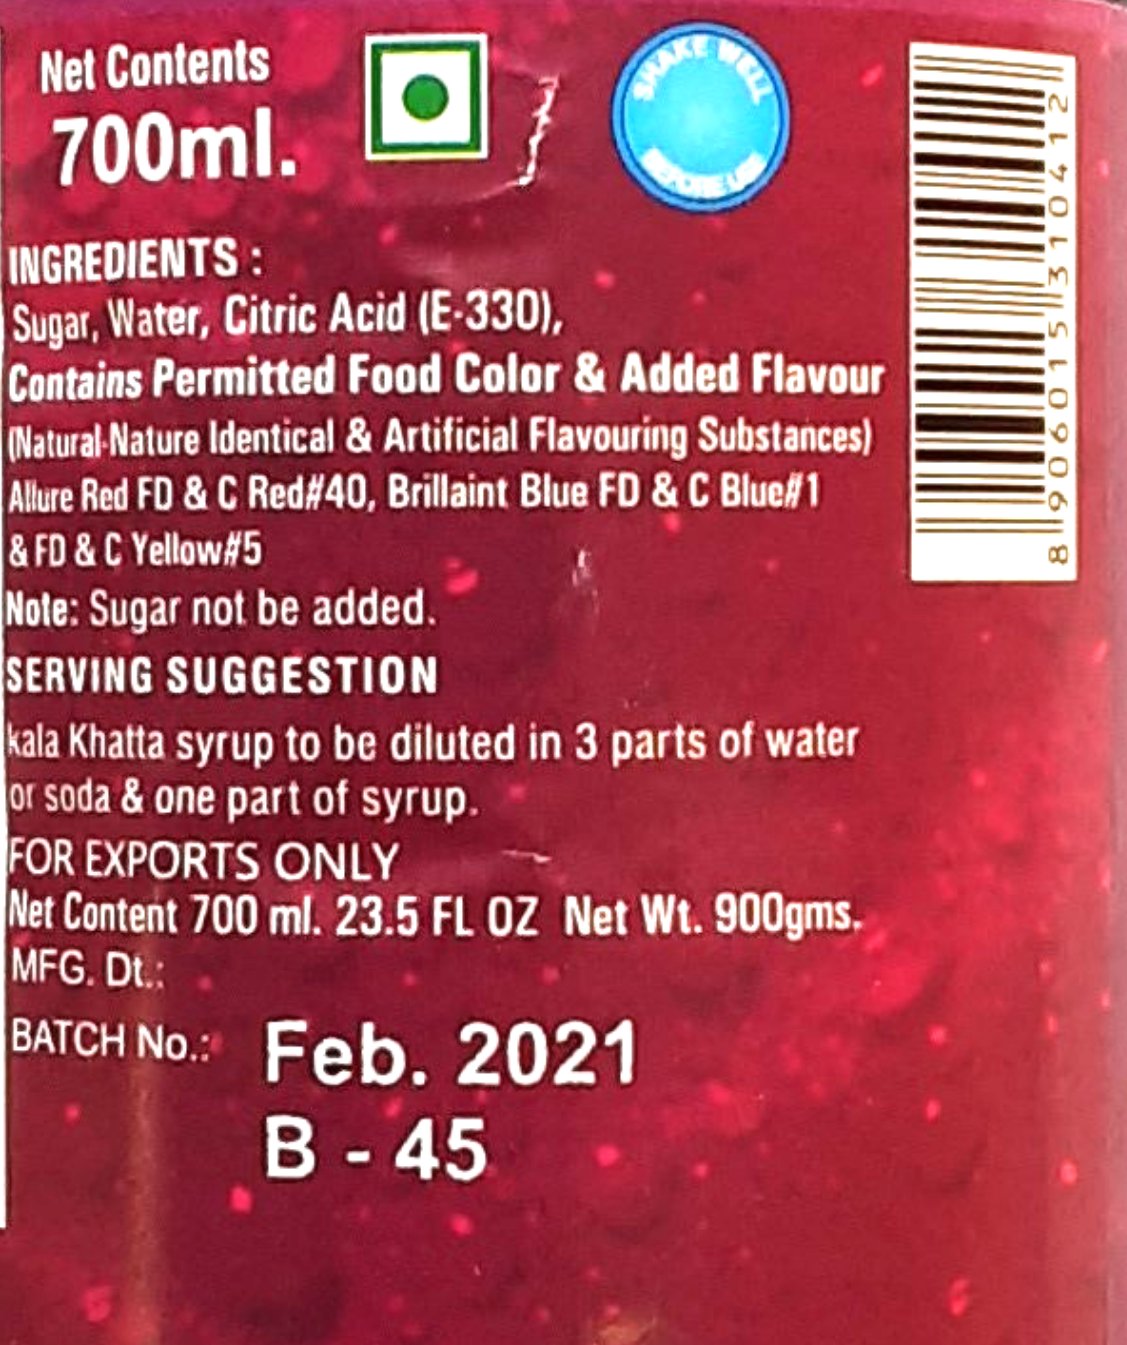 Net Contents
700ml.
SHAKE WELL
BEFORE USE
INGREDIENTS :
Sugar, Water, Citric Acid (E-330),
Contains Permitted Food Color & Added Flavour
(Natural-Nature Identical & Artificial Flavouring Substances)
Allure Red FD & C Red#40, Brillaint Blue FD & C Blue#1
& FD & C Yellow#5
Note: Sugar not be added.
SERVING SUGGESTION
kala Khatta syrup to be diluted in 3 parts of water
or soda & one part of syrup.
FOR EXPORTS ONLY
Net Content 700 ml. 23.5 FL OZ Net Wt. 900gms.
MFG. Dt.:
BATCH No.:
Feb. 2021
B - 45
8 906015 310412